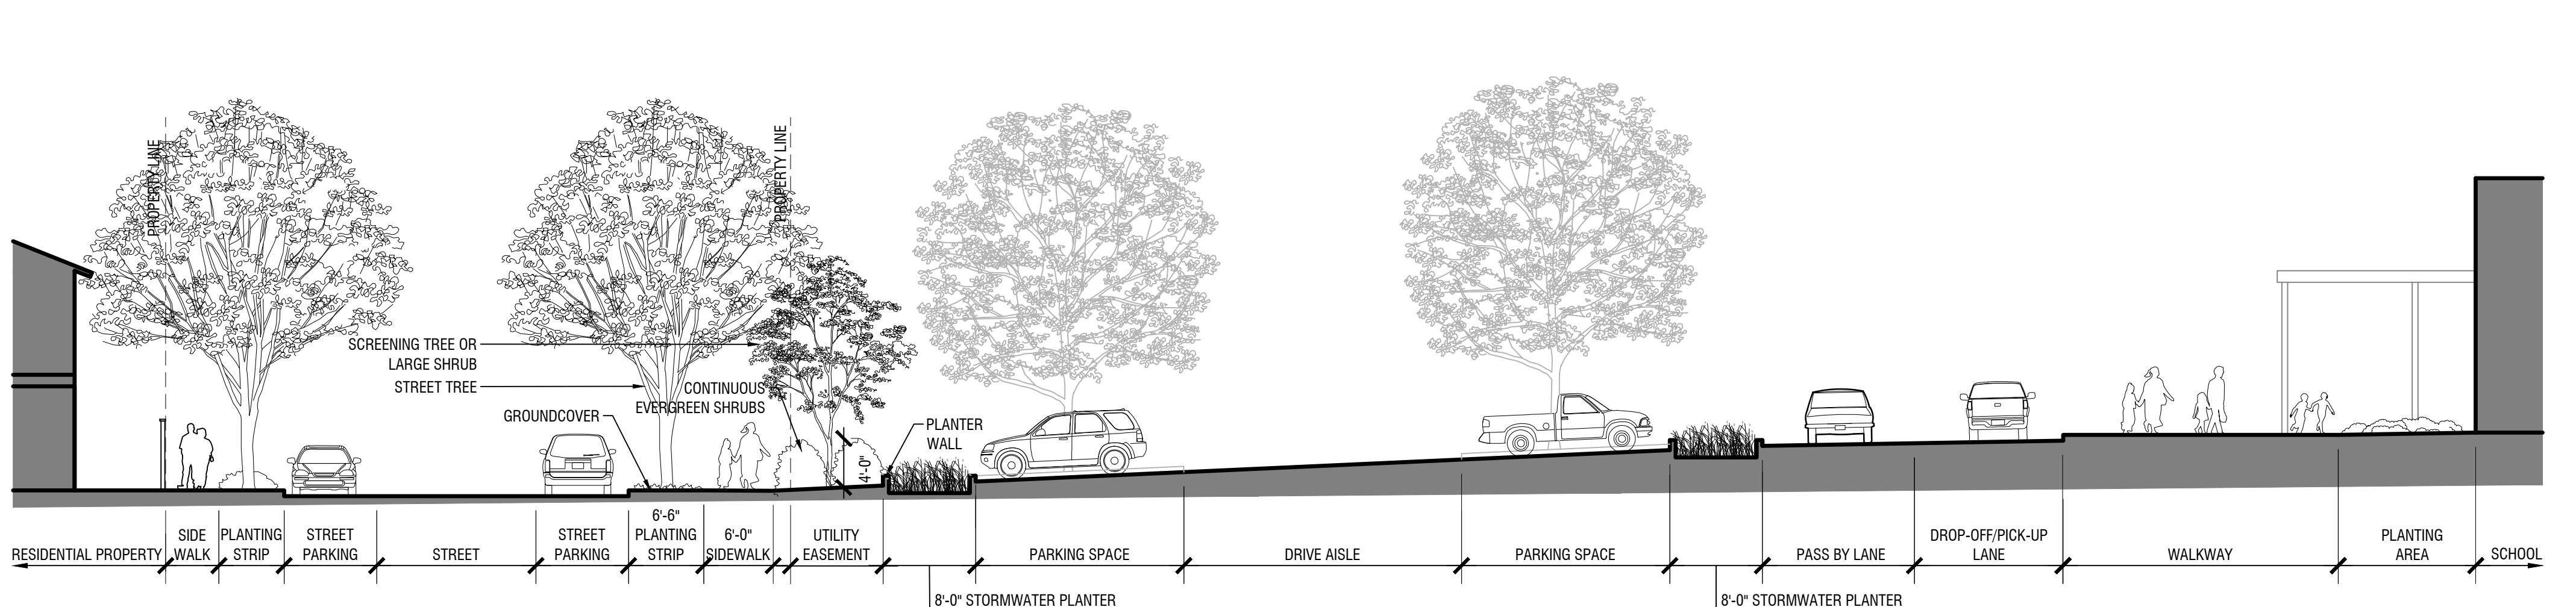 PROPERTY LINE
PROPERTY LINE
SCREENING TREE OR
LARGE SHRUB
STREET TREE
CONTINUOUS
EVERGREEN SHRUBS
GROUNDCOVER
PLANTER
WALL
4'-0"
RESIDENTIAL PROPERTY
SIDE
WALK
PLANTING
STRIP
STREET
PARKING
STREET
STREET
PARKING
6'-6"
PLANTING
STRIP
6'-0"
SIDEWALK
UTILITY
EASEMENT
8'-0" STORMWATER PLANTER
PARKING SPACE
DRIVE AISLE
PARKING SPACE
8'-0" STORMWATER PLANTER
PASS BY LANE
DROP-OFF/PICK-UP
LANE
WALKWAY
PLANTING
AREA
SCHOOL